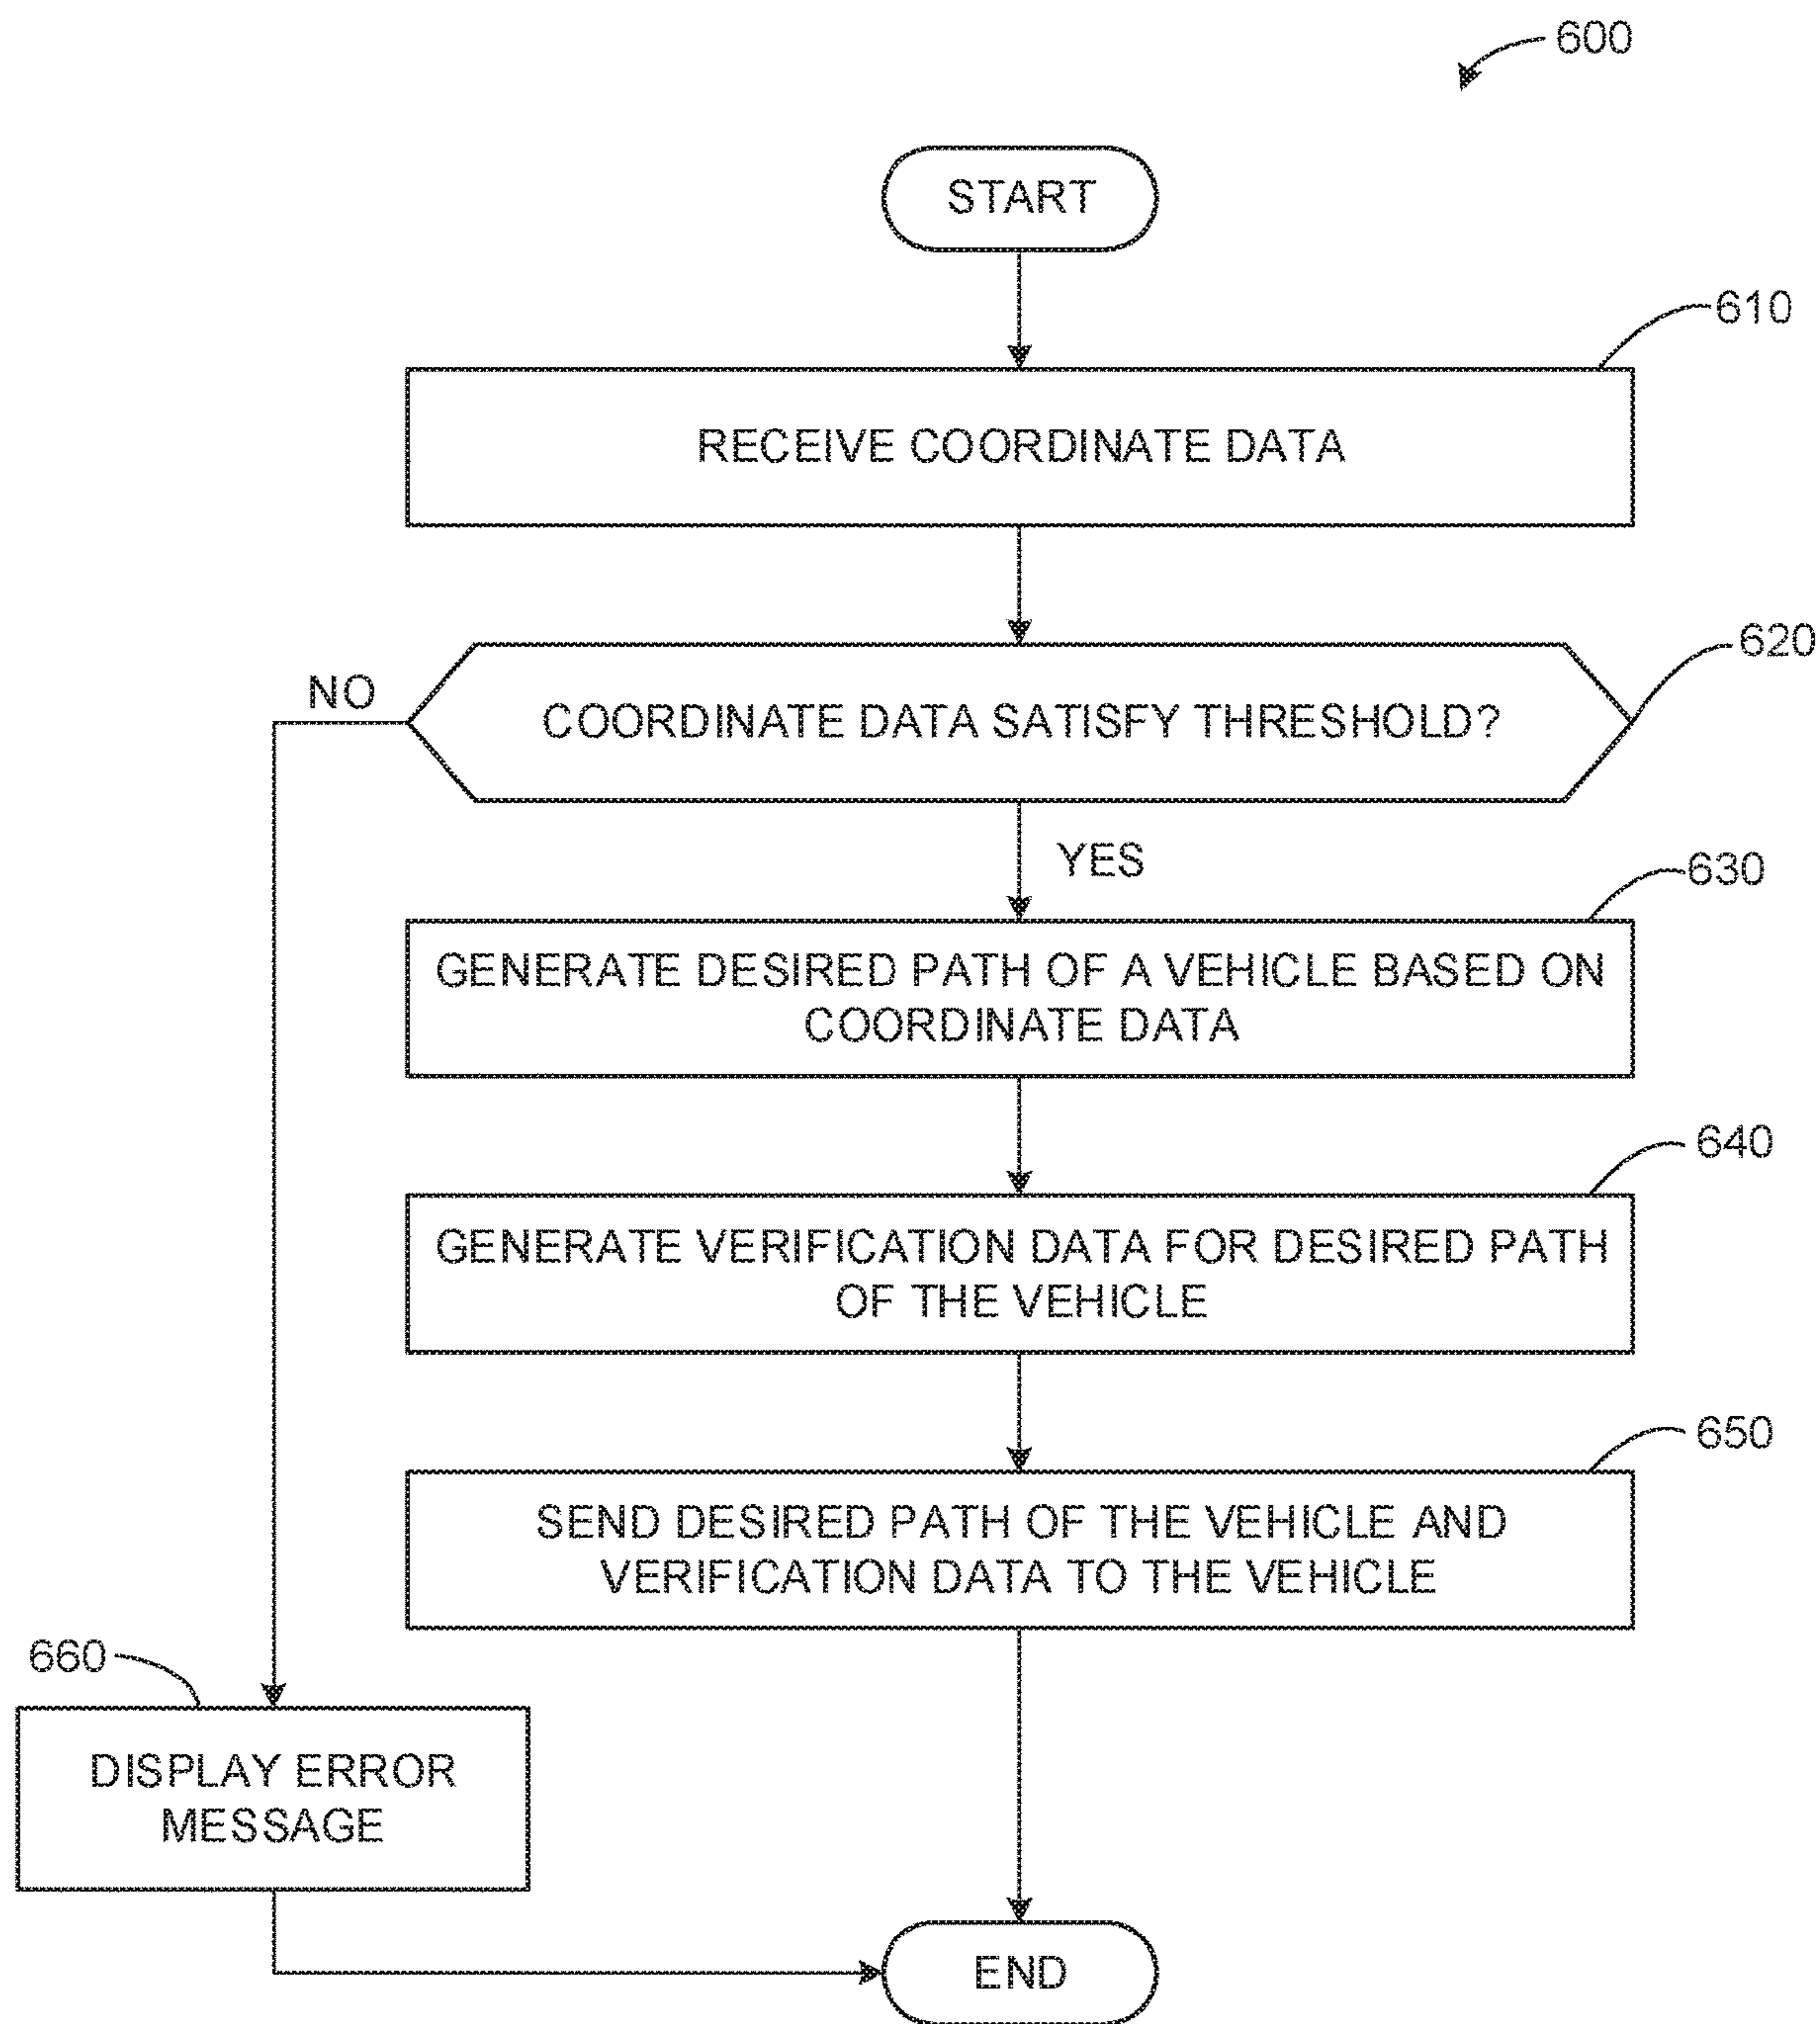 600
START
610
RECEIVE COORDINATE DATA
620
NO
COORDINATE DATA SATISFY THRESHOLD?
YES
630
GENERATE DESIRED PATH OF A VEHICLE BASED ON
COORDINATE DATA
640
GENERATE VERIFICATION DATA FOR DESIRED PATH
OF THE VEHICLE
650
SEND DESIRED PATH OF THE VEHICLE AND
VERIFICATION DATA TO THE VEHICLE
660
DISPLAY ERROR
MESSAGE
END